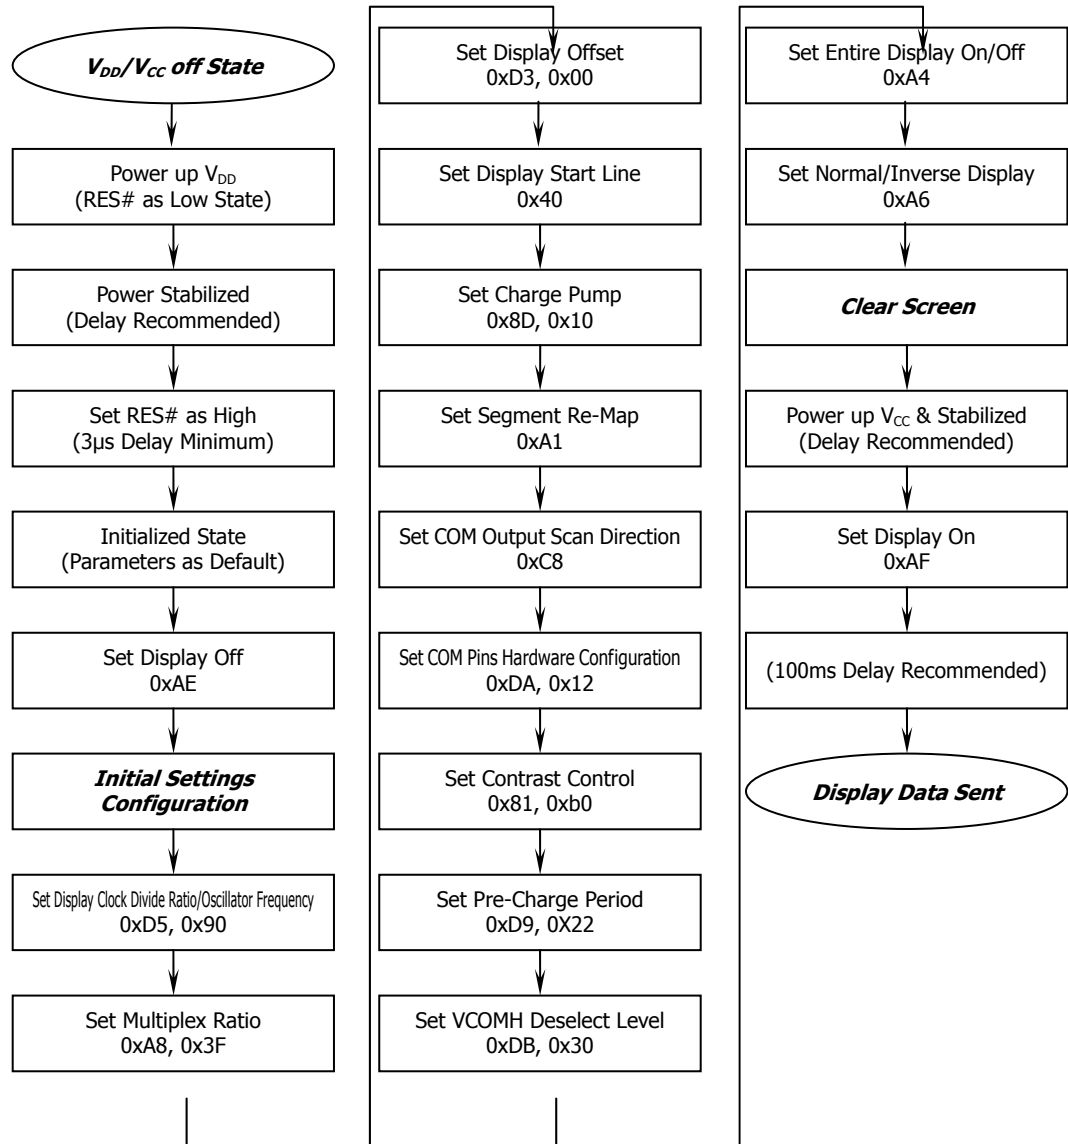 V_DD/V_CC off State
Power up V_DD
(RES# as Low State)
Power Stabilized
(Delay Recommended)
Set RES# as High
(3µs Delay Minimum)
Initialized State
(Parameters as Default)
Set Display Off
0xAE
Initial Settings
Configuration
Set Display Clock Divide Ratio/Oscillator Frequency
0xD5, 0x90
Set Multiplex Ratio
0xA8, 0x3F
Set Display Offset
0xD3, 0x00
Set Display Start Line
0x40
Set Charge Pump
0x8D, 0x10
Set Segment Re-Map
0xA1
Set COM Output Scan Direction
0xC8
Set COM Pins Hardware Configuration
0xDA, 0x12
Set Contrast Control
0x81, 0xb0
Set Pre-Charge Period
0xD9, 0X22
Set VCOMH Deselect Level
0xDB, 0x30
Set Entire Display On/Off
0xA4
Set Normal/Inverse Display
0xA6
Clear Screen
Power up V_CC & Stabilized
(Delay Recommended)
Set Display On
0xAF
(100ms Delay Recommended)
Display Data Sent